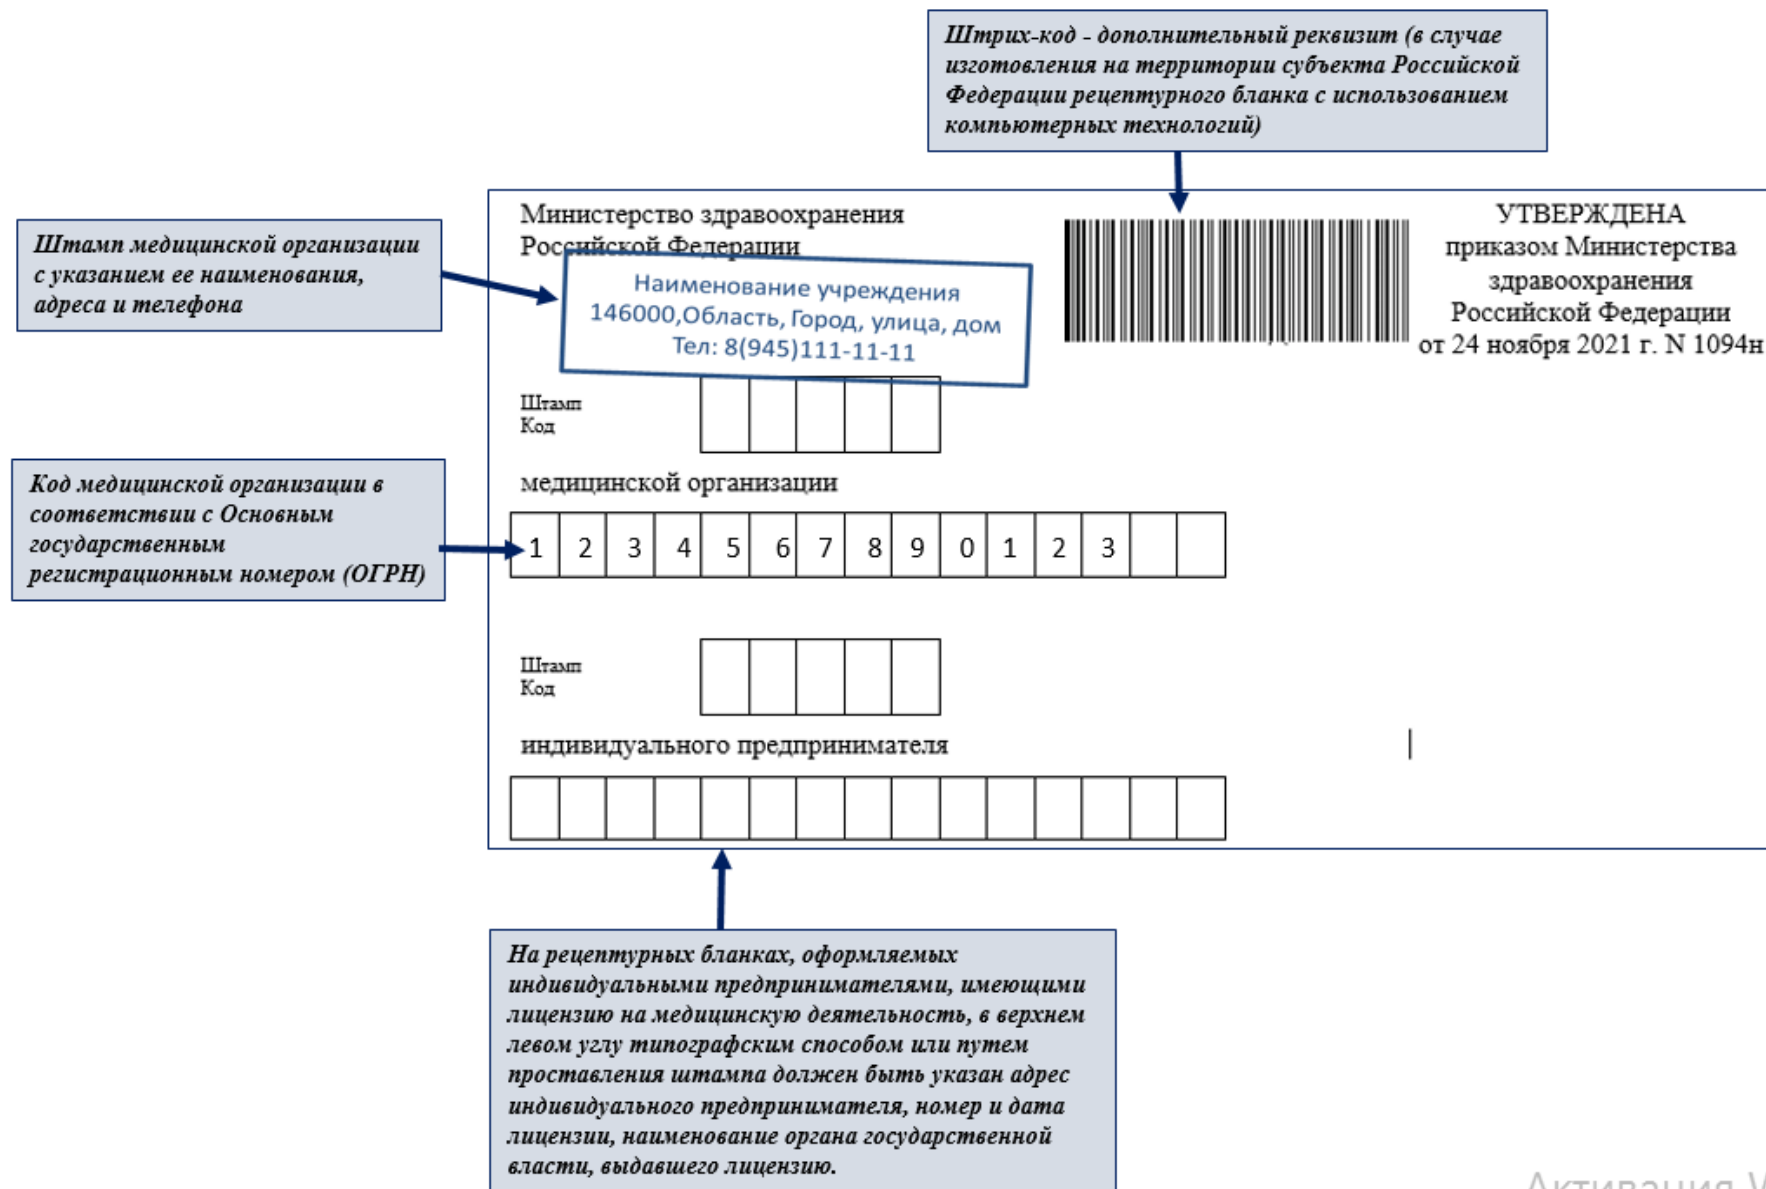 Штрих-код - дополнительный реквизит (в случае
изготовления на территории субъекта Российской
Федерации рецептурного бланка с использованием
компьютерных технологий)
Штамп медицинской организации
с указанием ее наименования,
адреса и телефона
Министерство здравоохранения
Российской Федерации
Наименование учреждения
146000,Область, Город, улица, дом
Тел: 8(945)111-11-11
УТВЕРЖДЕНА
приказом Министерства
здравоохранения
Российской Федерации
от 24 ноября 2021 г. N 1094н
Штамп
Код
Код медицинской организации в
соответствии с Основным
государственным
регистрационным номером (ОГРН)
медицинской организации
1 2 3 4 5 6 7 8 9 0 1 2 3
Штамп
Код
индивидуального предпринимателя
На рецептурных бланках, оформляемых
индивидуальными предпринимателями, имеющими
лицензию на медицинскую деятельность, в верхнем
левом углу типографским способом или путем
проставления штампа должен быть указан адрес
индивидуального предпринимателя, номер и дата
лицензии, наименование органа государственной
власти, выдавшего лицензию.